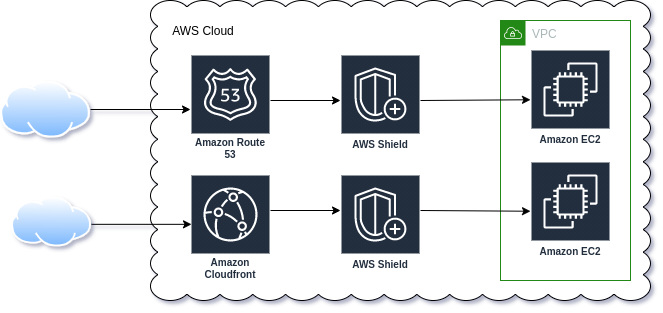 AWS Cloud
VPC
53
Amazon Route
53
AWS Shield
Amazon EC2
Amazon
Cloudfront
AWS Shield
Amazon EC2